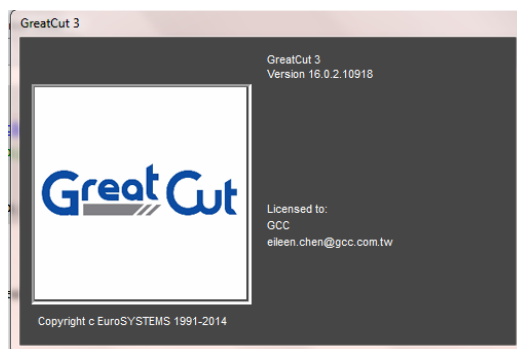 GreatCut 3
GreatCut 3
Version 16.0.2.10918
Great Cut
Licensed to:
GCC
eileen.chen@gcc.com.tw
Copyright c EuroSYSTEMS 1991-2014